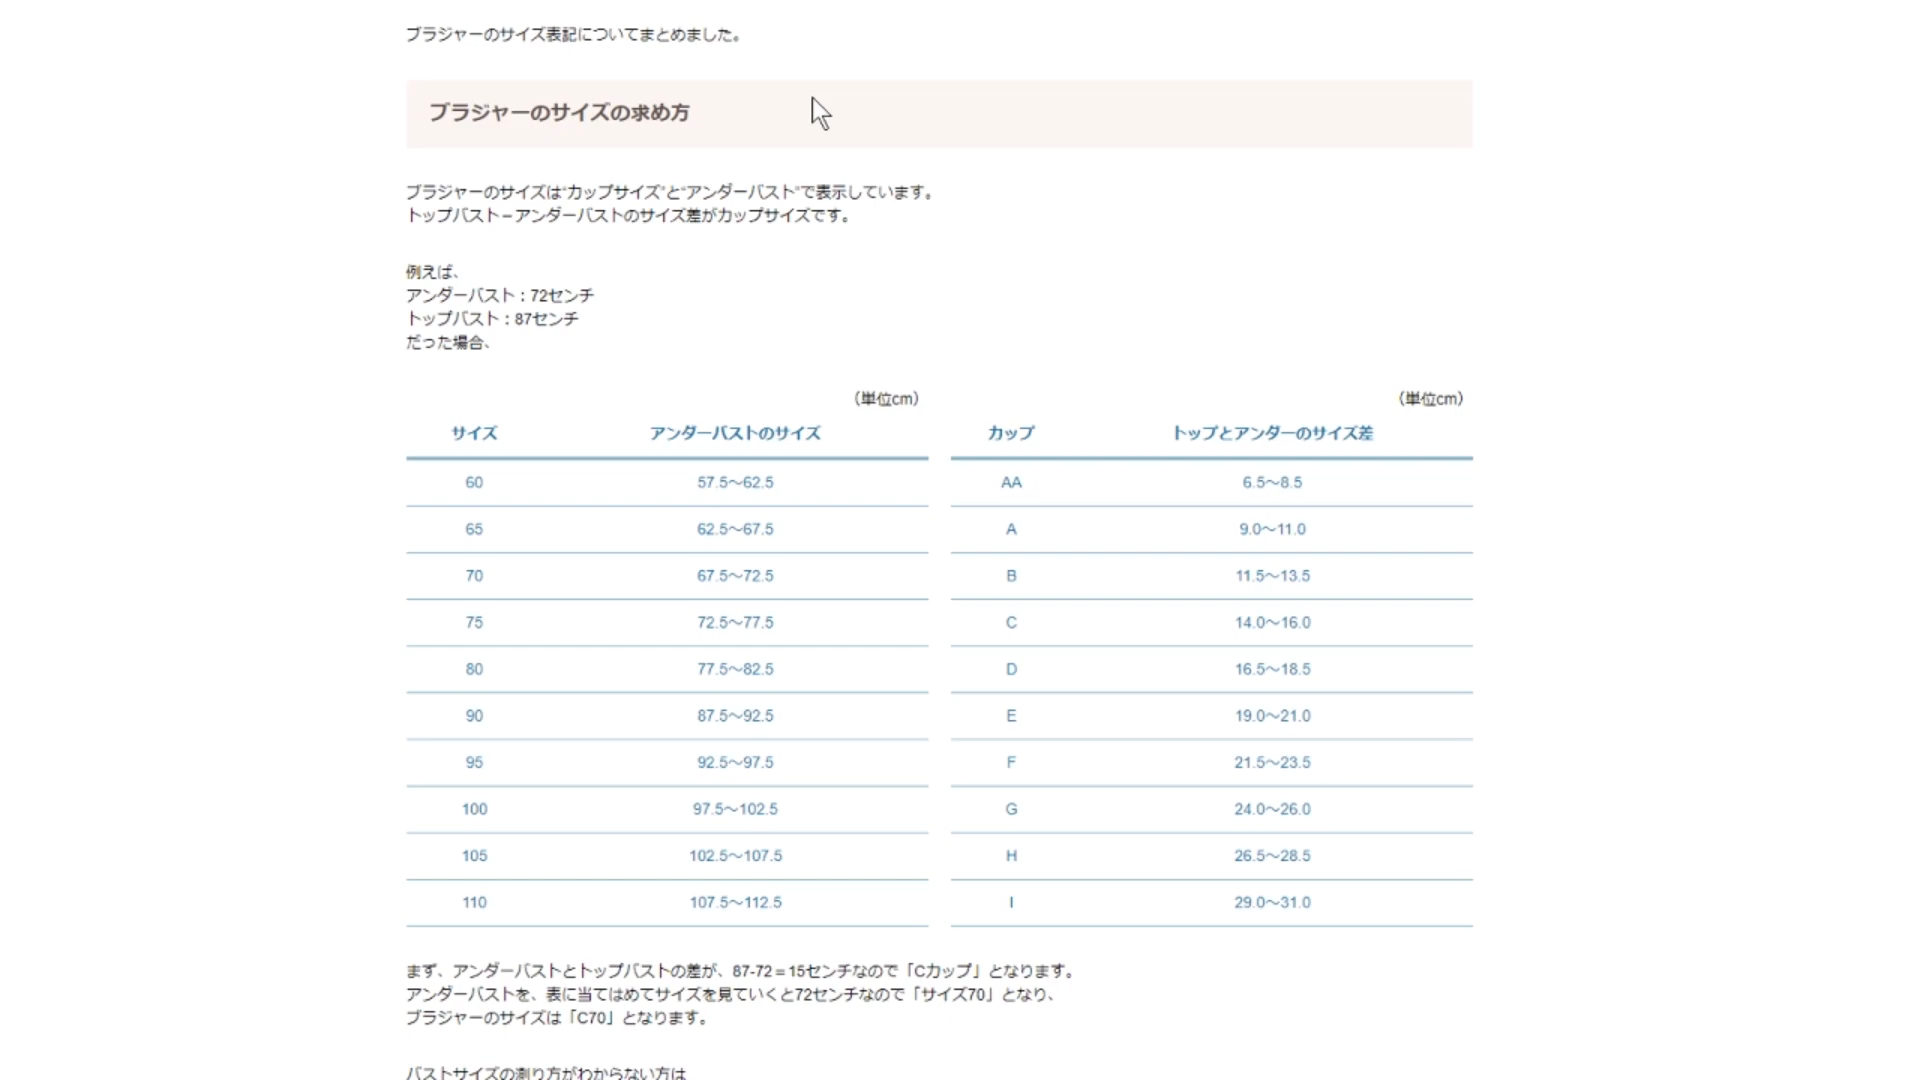 ブラジャーのサイズ表記についてまとめました。
ブラジャーのサイズの求め方
ブラジャーのサイズは“カップサイズ”と“アンダーバスト”で表示しています。
トップバスト−アンダーバストのサイズ差がカップサイズです。
例えば、
アンダーバスト：72センチ
トップバスト：87センチ
だった場合、
（単位cm）
サイズ アンダーバストのサイズ
60 57.5～62.5
65 62.5～67.5
70 67.5～72.5
75 72.5～77.5
80 77.5～82.5
90 87.5～92.5
95 92.5～97.5
100 97.5～102.5
105 102.5～107.5
110 107.5～112.5
（単位cm）
カップ トップとアンダーのサイズ差
AA 6.5～8.5
A 9.0～11.0
B 11.5～13.5
C 14.0～16.0
D 16.5～18.5
E 19.0～21.0
F 21.5～23.5
G 24.0～26.0
H 26.5～28.5
I 29.0～31.0
まず、アンダーバストとトップバストの差が、87-72＝15センチなので「Cカップ」となります。
アンダーバストを、表に当てはめてサイズを見ていくと72センチなので「サイズ70」となり、
ブラジャーのサイズは「C70」となります。
バストサイズの測り方がわからない方は